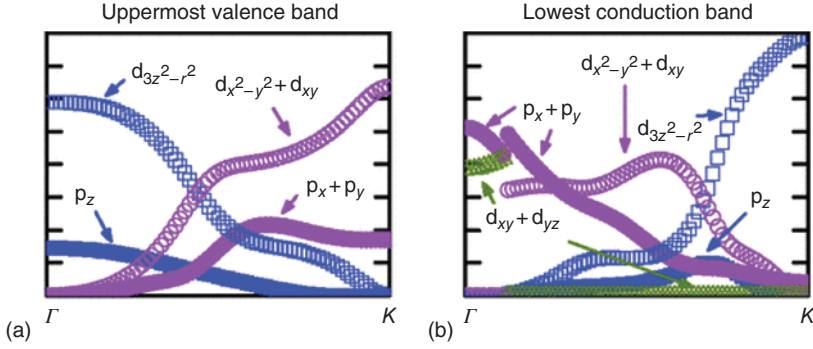 Uppermost valence band
d₃z²₋r²
dₓ²₋y² + dxy
pz
pₓ + py
Γ
K
(a)
Lowest conduction band
dₓ²₋y² + dxy
pₓ + py
d₃z²₋r²
pz
dxy + dyz
Γ
K
(b)